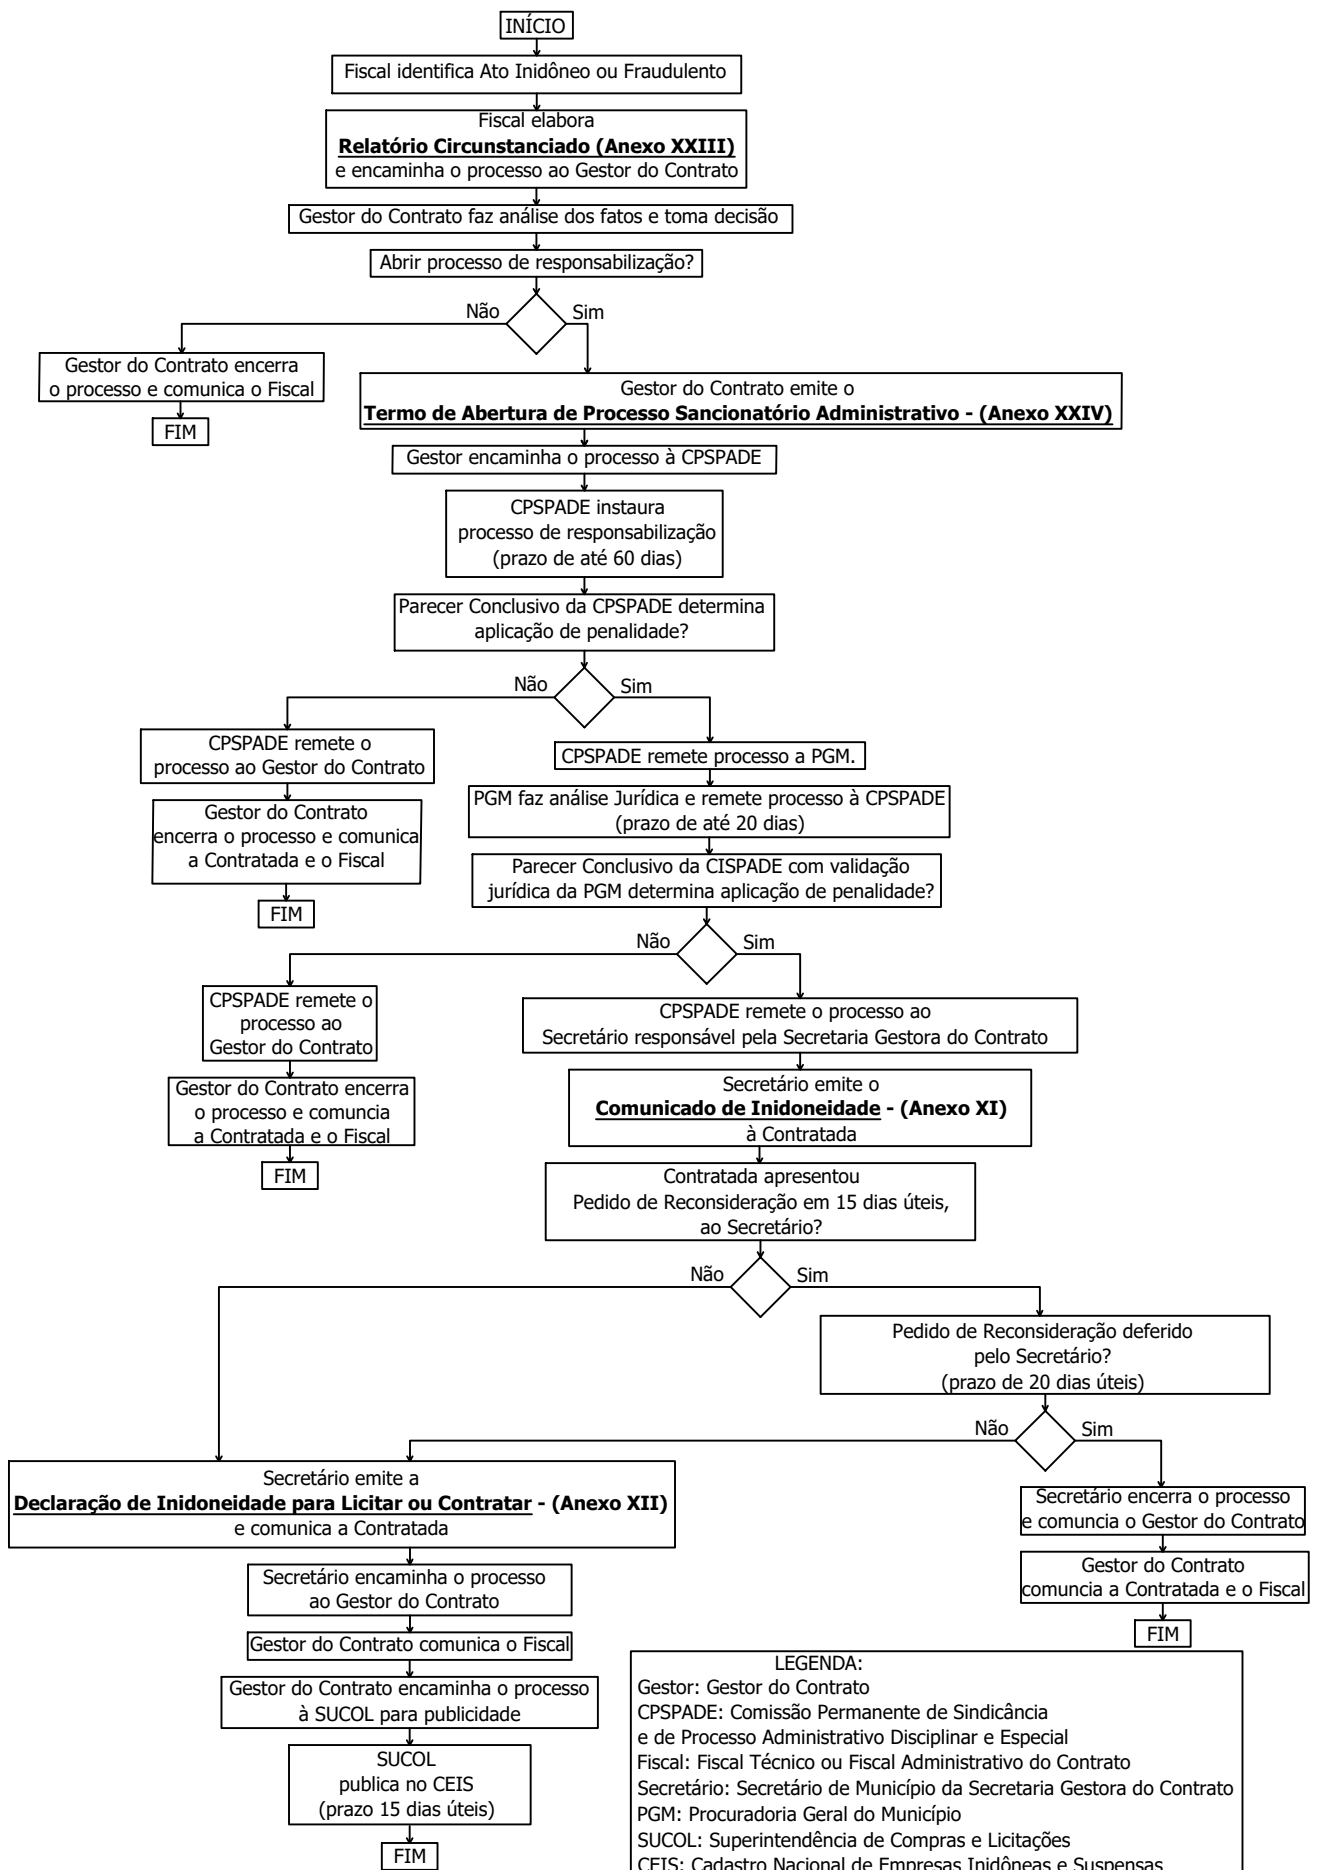 INÍCIO
Fiscal identifica Ato Inidôneo ou Fraudulento
Fiscal elabora
Relatório Circunstanciado (Anexo XXIII)
e encaminha o processo ao Gestor do Contrato
Gestor do Contrato faz análise dos fatos e toma decisão
Abrir processo de responsabilização?
Não
Sim
Gestor do Contrato encerra
o processo e comunica o Fiscal
FIM
Gestor do Contrato emite o
Termo de Abertura de Processo Sancionatório Administrativo - (Anexo XXIV)
Gestor encaminha o processo à CPSPADE
CPSPADE instaura
processo de responsabilização
(prazo de até 60 dias)
Parecer Conclusivo da CPSPADE determina
aplicação de penalidade?
Não
Sim
CPSPADE remete o
processo ao Gestor do Contrato
Gestor do Contrato
encerra o processo e comunica
a Contratada e o Fiscal
FIM
CPSPADE remete processo a PGM.
PGM faz análise Jurídica e remete processo à CPSPADE
(prazo de até 20 dias)
Parecer Conclusivo da CISPADE com validação
jurídica da PGM determina aplicação de penalidade?
Não
Sim
CPSPADE remete o
processo ao
Gestor do Contrato
Gestor do Contrato encerra
o processo e comuncia
a Contratada e o Fiscal
FIM
CPSPADE remete o processo ao
Secretário responsável pela Secretaria Gestora do Contrato
Secretário emite o
Comunicado de Inidoneidade - (Anexo XI)
à Contratada
Contratada apresentou
Pedido de Reconsideração em 15 dias úteis,
ao Secretário?
Não
Sim
Pedido de Reconsideração deferido
pelo Secretário?
(prazo de 20 dias úteis)
Não
Sim
Secretário emite a
Declaração de Inidoneidade para Licitar ou Contratar - (Anexo XII)
e comunica a Contratada
Secretário encaminha o processo
ao Gestor do Contrato
Gestor do Contrato comunica o Fiscal
Gestor do Contrato encaminha o processo
à SUCOL para publicidade
SUCOL
publica no CEIS
(prazo 15 dias úteis)
FIM
Secretário encerra o processo
e comuncia o Gestor do Contrato
Gestor do Contrato
comuncia a Contratada e o Fiscal
FIM
LEGENDA:
Gestor: Gestor do Contrato
CPSPADE: Comissão Permanente de Sindicância
e de Processo Administrativo Disciplinar e Especial
Fiscal: Fiscal Técnico ou Fiscal Administrativo do Contrato
Secretário: Secretário de Município da Secretaria Gestora do Contrato
PGM: Procuradoria Geral do Município
SUCOL: Superintendência de Compras e Licitações
CEIS: Cadastro Nacional de Empresas Inidôneas e Suspensas